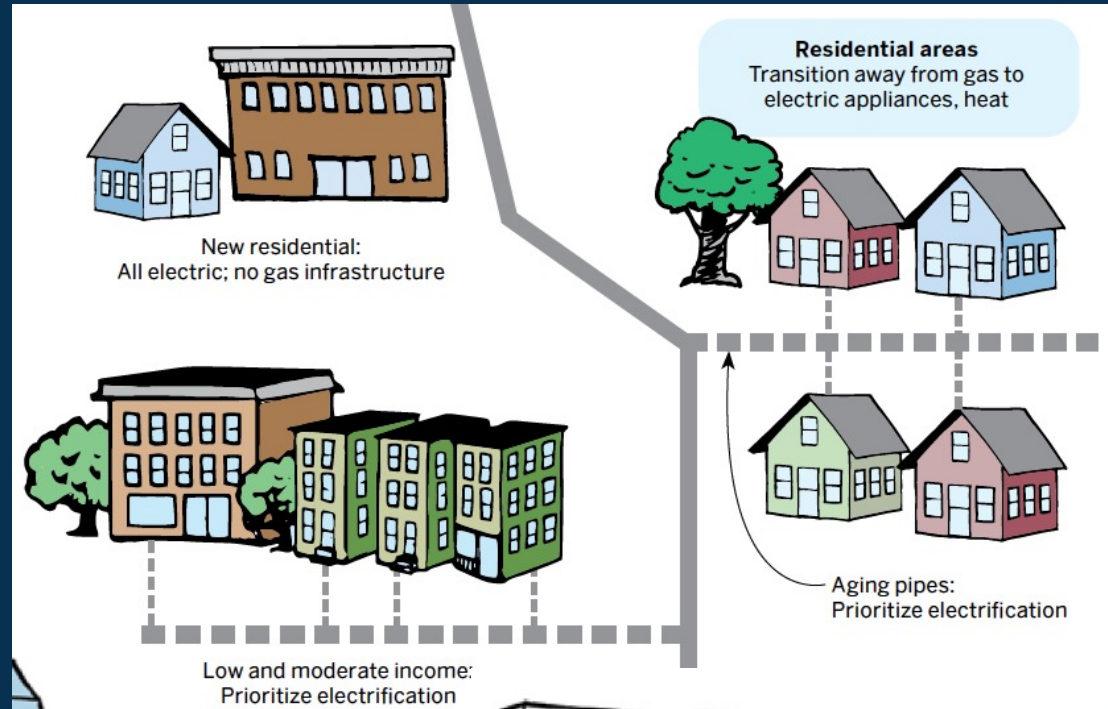 Residential areas
Transition away from gas to
electric appliances, heat
New residential:
All electric; no gas infrastructure
Aging pipes:
Prioritize electrification
Low and moderate income:
Prioritize electrification